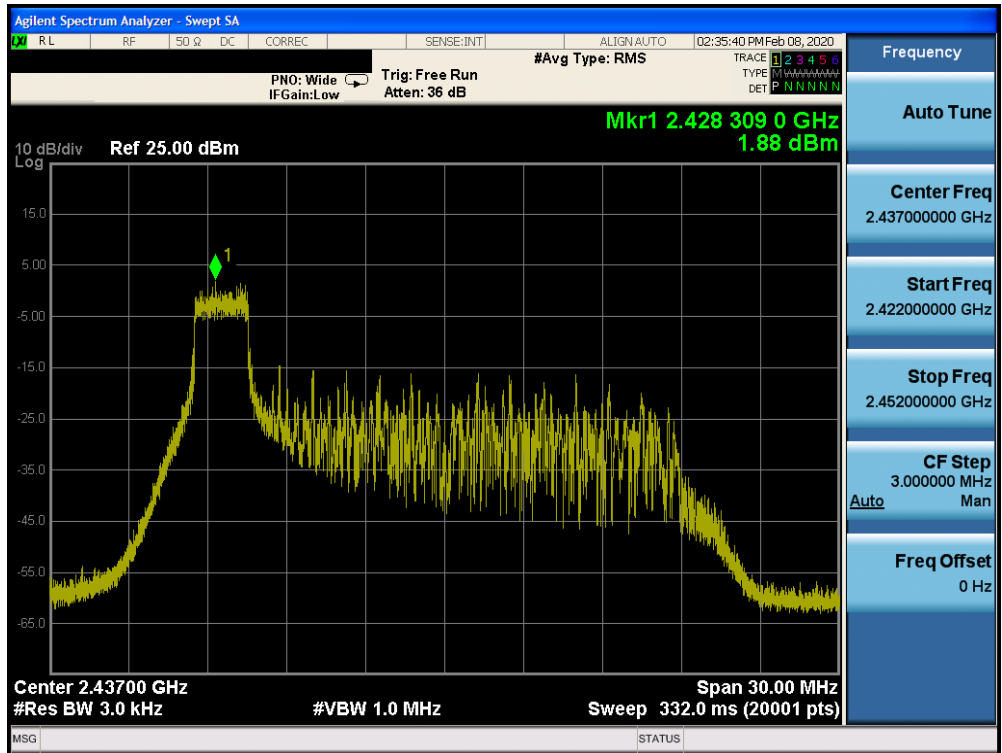 Agilent Spectrum Analyzer - Swept SA
LXI RL RF 50 Ω DC CORREC SENSE:INT ALIGN AUTO 02:35:40 PM Feb 08, 2020
#Avg Type: RMS
TRACE 1 2 3 4 5 6
PNO: Wide Trig: Free Run
TYPE M WWWWW
IFGain:Low Atten: 36 dB
DET P N N N N N
Mkr1 2.428 309 0 GHz
1.88 dBm
10 dB/div Ref 25.00 dBm
Log
15.0
1
5.00
-5.00
-15.0
-25.0
-35.0
-45.0
-55.0
-65.0
Center 2.43700 GHz Span 30.00 MHz
#Res BW 3.0 kHz #VBW 1.0 MHz Sweep 332.0 ms (20001 pts)
MSG STATUS
Frequency
Auto Tune
Center Freq
2.437000000 GHz
Start Freq
2.422000000 GHz
Stop Freq
2.452000000 GHz
CF Step
3.000000 MHz
Auto Man
Freq Offset
0 Hz